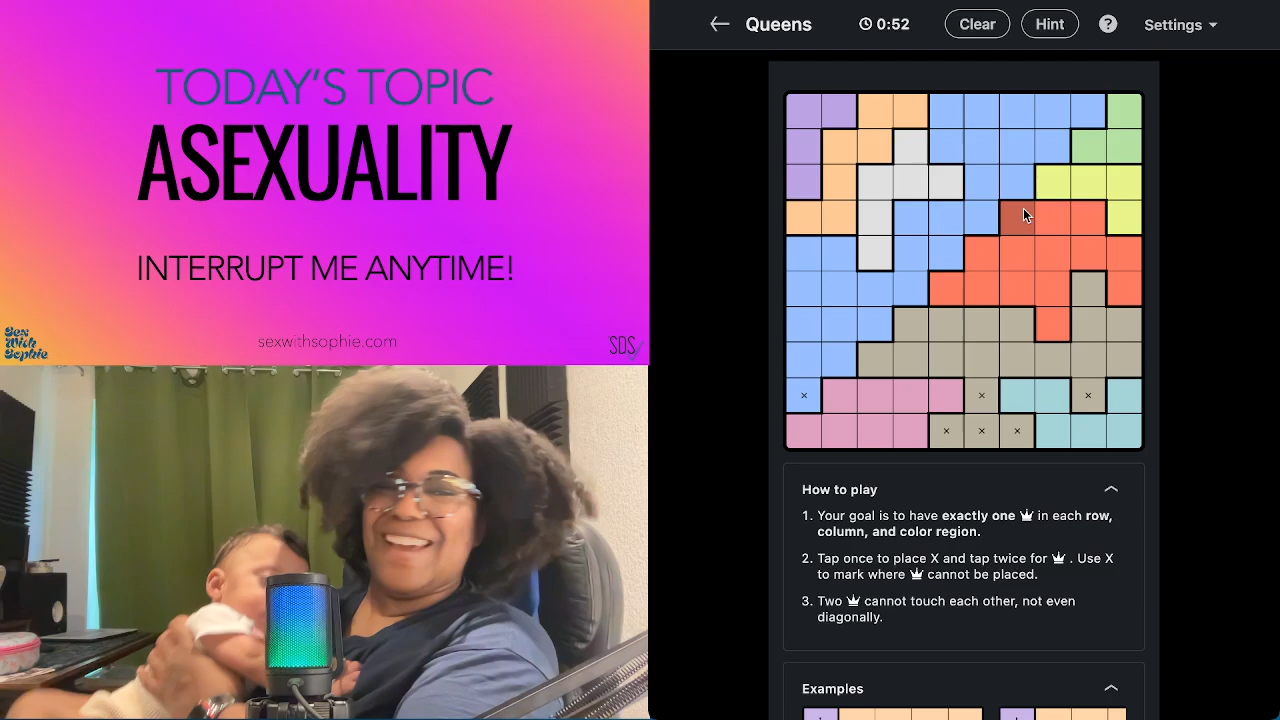 TODAY'S TOPIC
ASEXUALITY
INTERRUPT ME ANYTIME!
Sex
With
Sophie
sexwithsophie.com
SDS
Queens
0:52
Clear
Hint
?
Settings
×
×
×
×
×
×
How to play
1. Your goal is to have exactly one in each row,
column, and color region.
2. Tap once to place X and tap twice for . Use X
to mark where cannot be placed.
3. Two cannot touch each other, not even
diagonally.
Examples